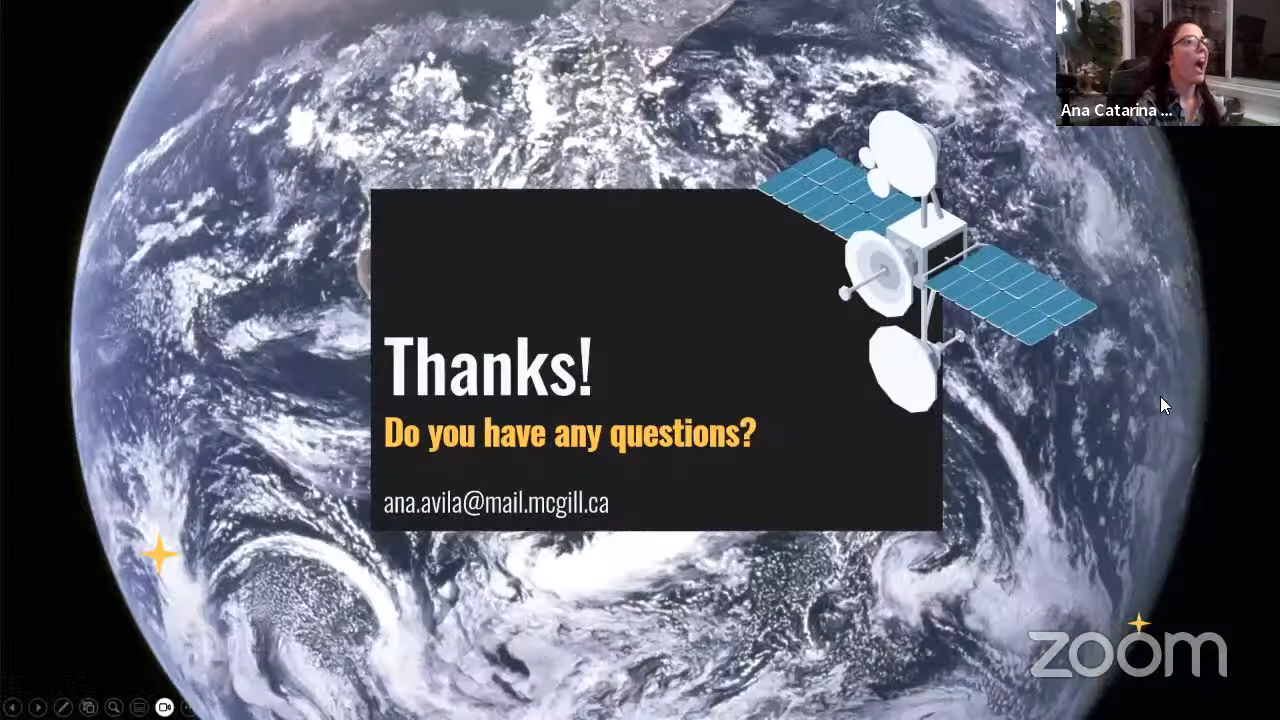 Ana Catarina ...
Thanks!
Do you have any questions?
ana.avila@mail.mcgill.ca
zoom